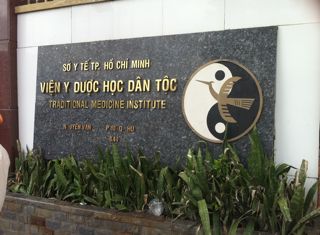 SỞ Y TẾ TP. HỒ CHÍ MINH
VIỆN Y DƯỢC HỌC DÂN TỘC
TRADITIONAL MEDICINE INSTITUTE